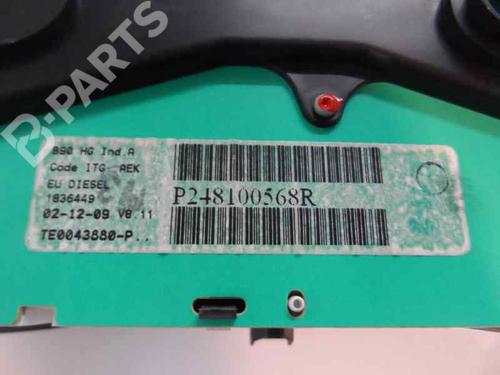 B-PARTS
B90 HG Ind.A
Code ITG AEK
EU DIESEL
1836449
02-12-09 V8.11
TE0043880-P..
P248100568R